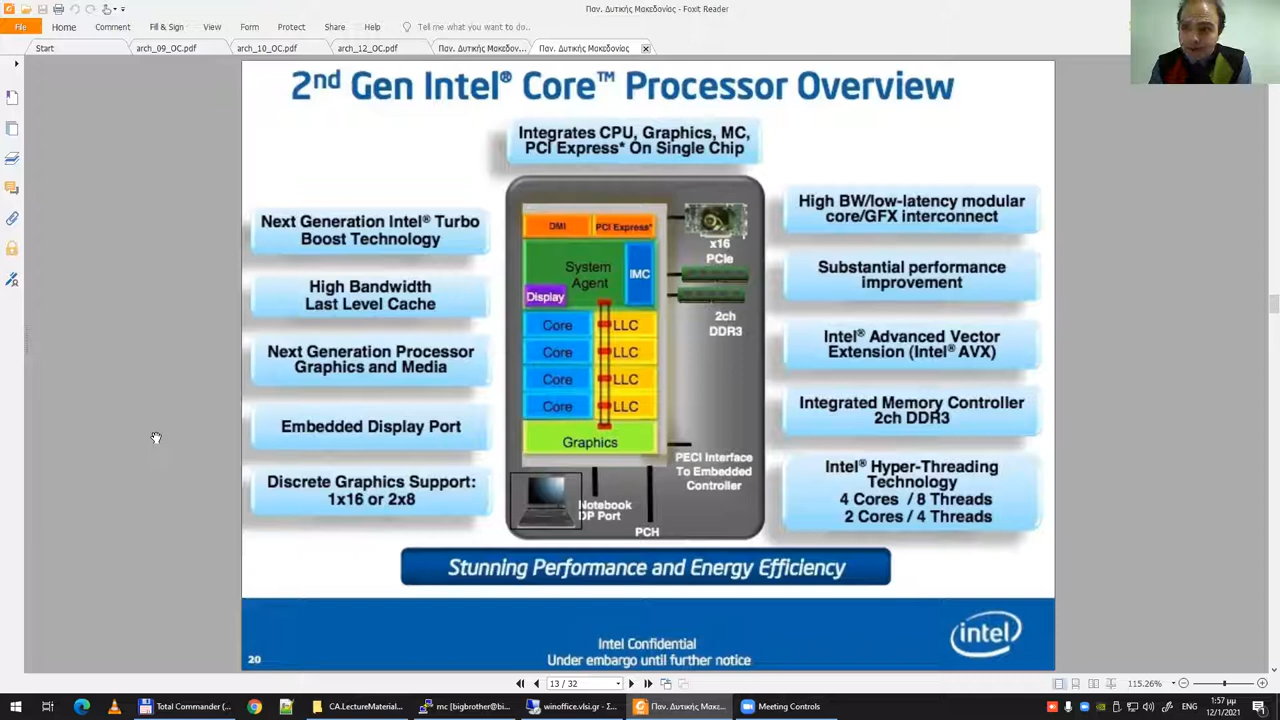 Παν. Δυτικής Μακεδονίας - Foxit Reader
File Home Comment Fill & Sign View Form Protect Share Help Tell me what you want to do..
Start arch_09_OC.pdf arch_10_OC.pdf arch_12_OC.pdf Παν. Δυτικής Μακεδον... Παν. Δυτικής Μακεδονίας
2nd Gen Intel® Core™ Processor Overview
Integrates CPU, Graphics, MC,
PCI Express* On Single Chip
Next Generation Intel® Turbo
Boost Technology
High Bandwidth
Last Level Cache
Next Generation Processor
Graphics and Media
Embedded Display Port
Discrete Graphics Support:
1x16 or 2x8
DMI PCI Express*
System
Agent
IMC
Display
Core LLC
Core LLC
Core LLC
Core LLC
Graphics
x16
PCIe
2ch
DDR3
PECI Interface
To Embedded
Controller
Notebook
DP Port
PCH
High BW/low-latency modular
core/GFX interconnect
Substantial performance
improvement
Intel® Advanced Vector
Extension (Intel® AVX)
Integrated Memory Controller
2ch DDR3
Intel® Hyper-Threading
Technology
4 Cores / 8 Threads
2 Cores / 4 Threads
Stunning Performance and Energy Efficiency
Intel Confidential
Under embargo until further notice
20
intel
13 / 32
115.26%
Total Commander (... CA.LectureMaterial... mc [bigbrother@bi... winoffice.vlsi.gr - Σ... Παν. Δυτικής Μακε... Meeting Controls
1:57 μμ
12/1/2021